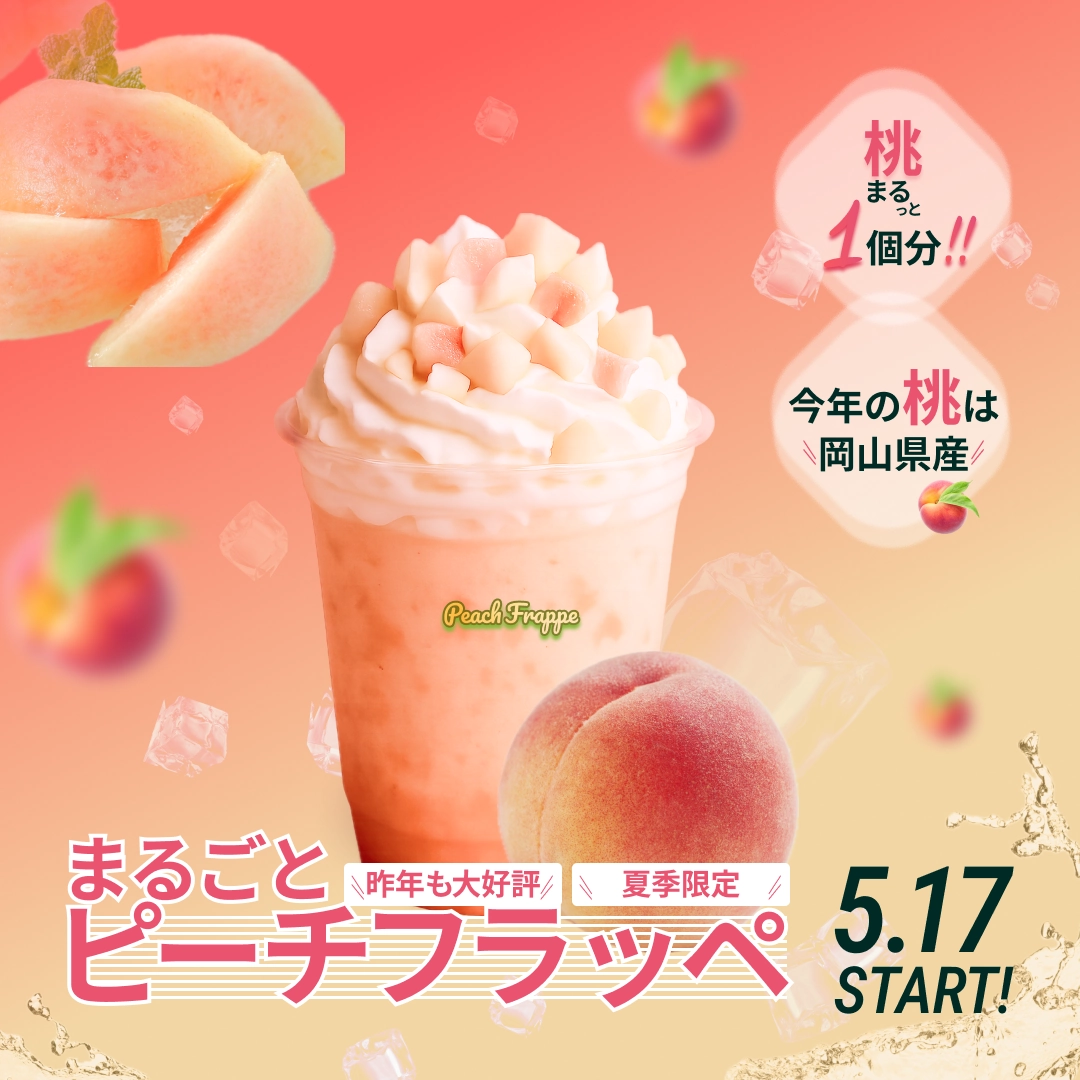 桃
まるっと
1個分!!
今年の桃は
岡山県産
Peach Frappe
まるごと
昨年も大好評
夏季限定
ピーチフラッペ
5.17
START!